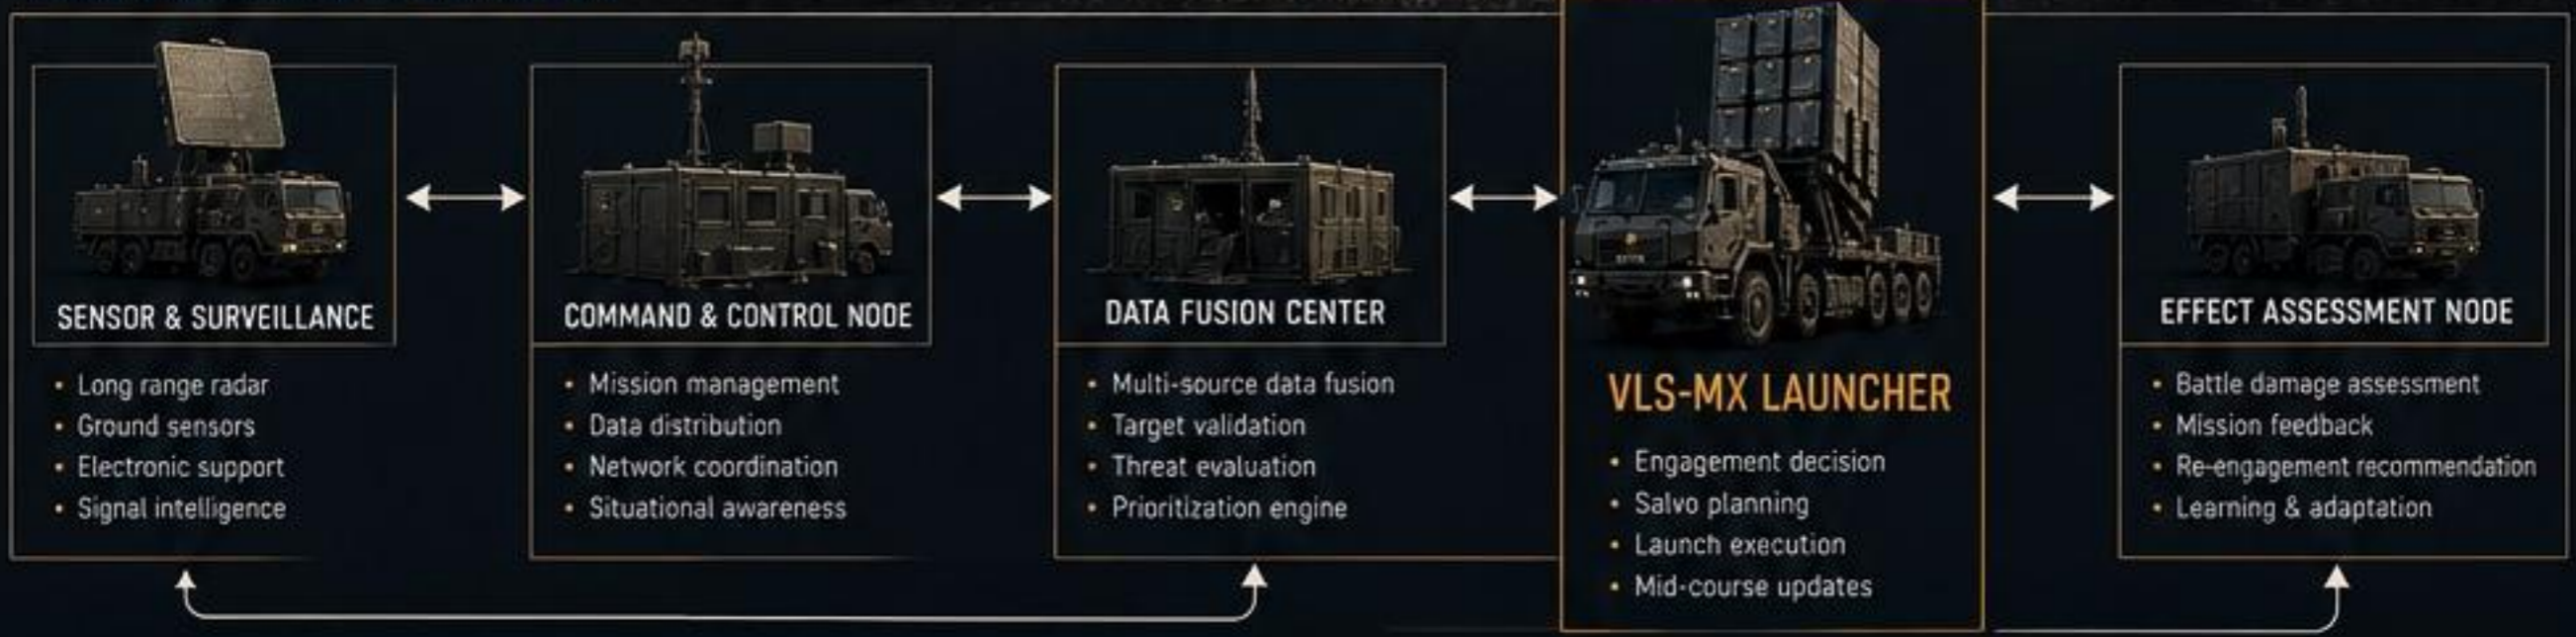 SENSOR & SURVEILLANCE
• Long range radar
• Ground sensors
• Electronic support
• Signal intelligence
COMMAND & CONTROL NODE
• Mission management
• Data distribution
• Network coordination
• Situational awareness
DATA FUSION CENTER
• Multi-source data fusion
• Target validation
• Threat evaluation
• Prioritization engine
VLS-MX LAUNCHER
• Engagement decision
• Salvo planning
• Launch execution
• Mid-course updates
EFFECT ASSESSMENT NODE
• Battle damage assessment
• Mission feedback
• Re-engagement recommendation
• Learning & adaptation